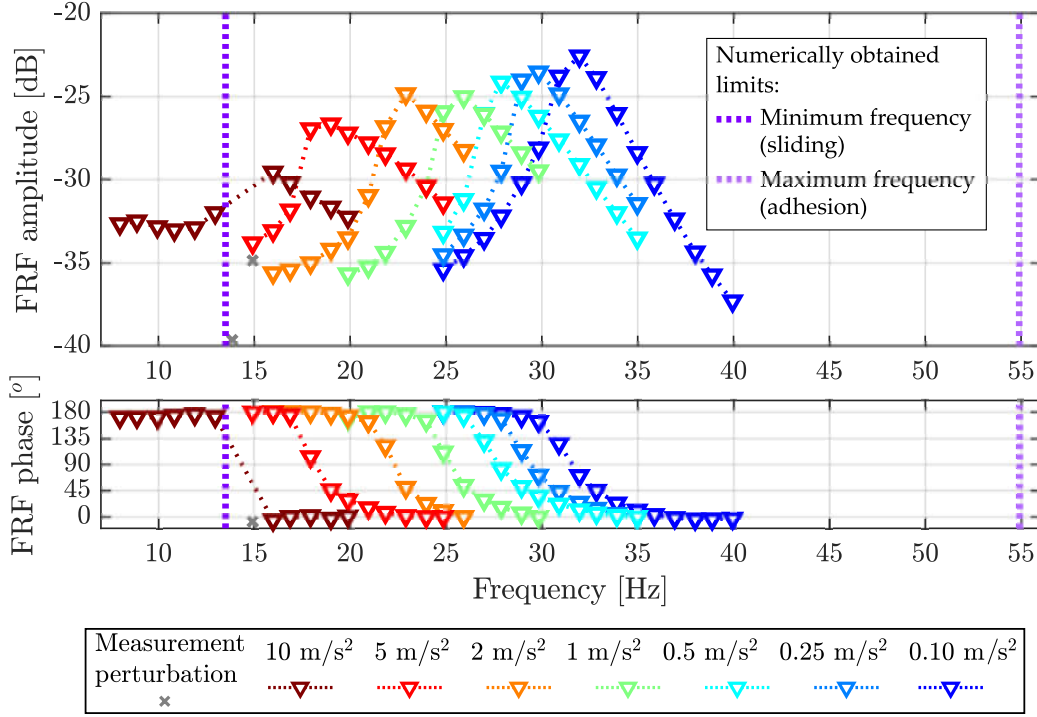 FRF amplitude [dB]
-20
-25
-30
-35
-40
Numerically obtained
limits:
Minimum frequency
(sliding)
Maximum frequency
(adhesion)
10 15 20 25 30 35 40 45 50 55
FRF phase [°]
180
135
90
45
0
10 15 20 25 30 35 40 45 50 55
Frequency [Hz]
Measurement
perturbation
10 m/s² 5 m/s² 2 m/s² 1 m/s² 0.5 m/s² 0.25 m/s² 0.10 m/s²